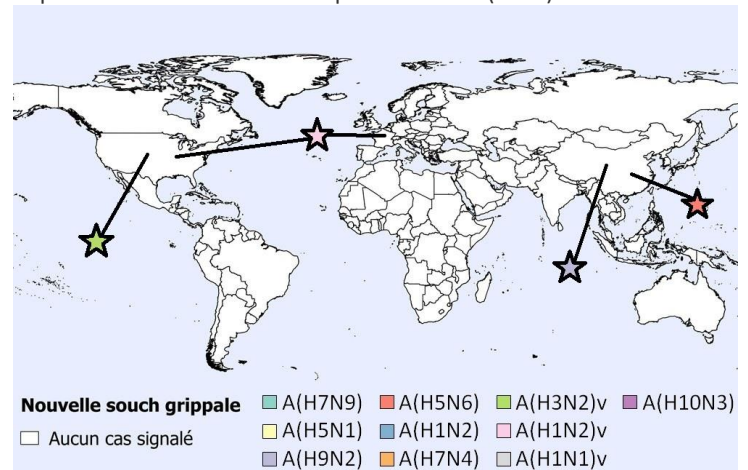 Nouvelle souch grippale
Aucun cas signalé
A(H7N9) A(H5N6) A(H3N2)v A(H10N3)
A(H5N1) A(H1N2) A(H1N2)v
A(H9N2) A(H7N4) A(H1N1)v